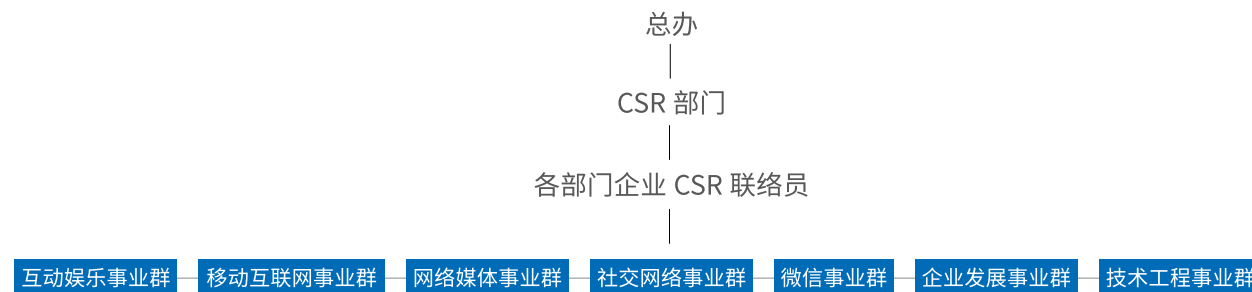 总办
CSR 部门
各部门企业 CSR 联络员
互动娱乐事业群 移动互联网事业群 网络媒体事业群 社交网络事业群 微信事业群 企业发展事业群 技术工程事业群